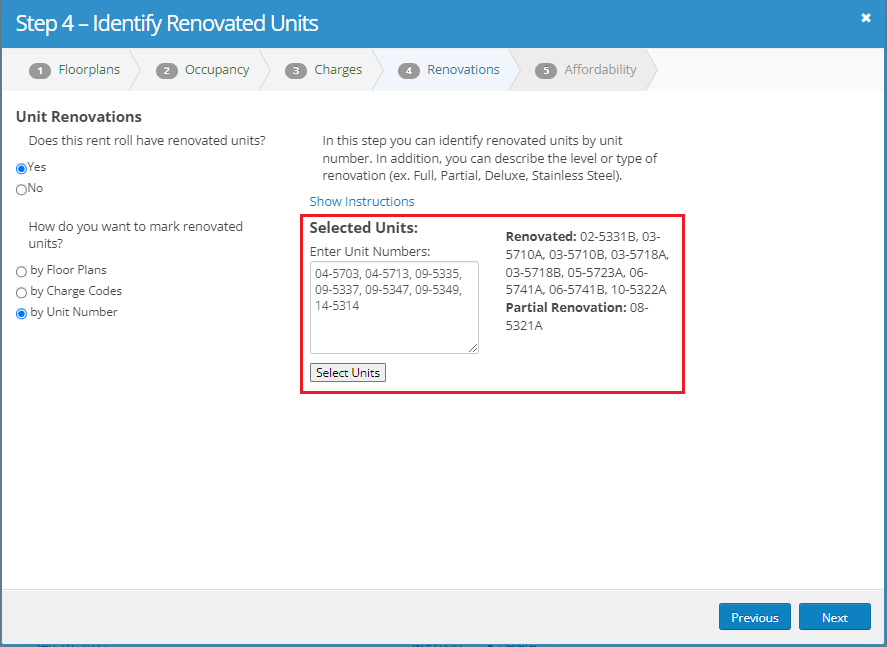 Step 4 – Identify Renovated Units
1 Floorplans
2 Occupancy
3 Charges
4 Renovations
5 Affordability
Unit Renovations
Does this rent roll have renovated units?
Yes
No
How do you want to mark renovated
units?
by Floor Plans
by Charge Codes
by Unit Number
In this step you can identify renovated units by unit
number. In addition, you can describe the level or type of
renovation (ex. Full, Partial, Deluxe, Stainless Steel).
Show Instructions
Selected Units:
Enter Unit Numbers:
04-5703, 04-5713, 09-5335,
09-5337, 09-5347, 09-5349,
14-5314
Select Units
Renovated: 02-5331B, 03-
5710A, 03-5710B, 03-5718A,
03-5718B, 05-5723A, 06-
5741A, 06-5741B, 10-5322A
Partial Renovation: 08-
5321A
Previous
Next